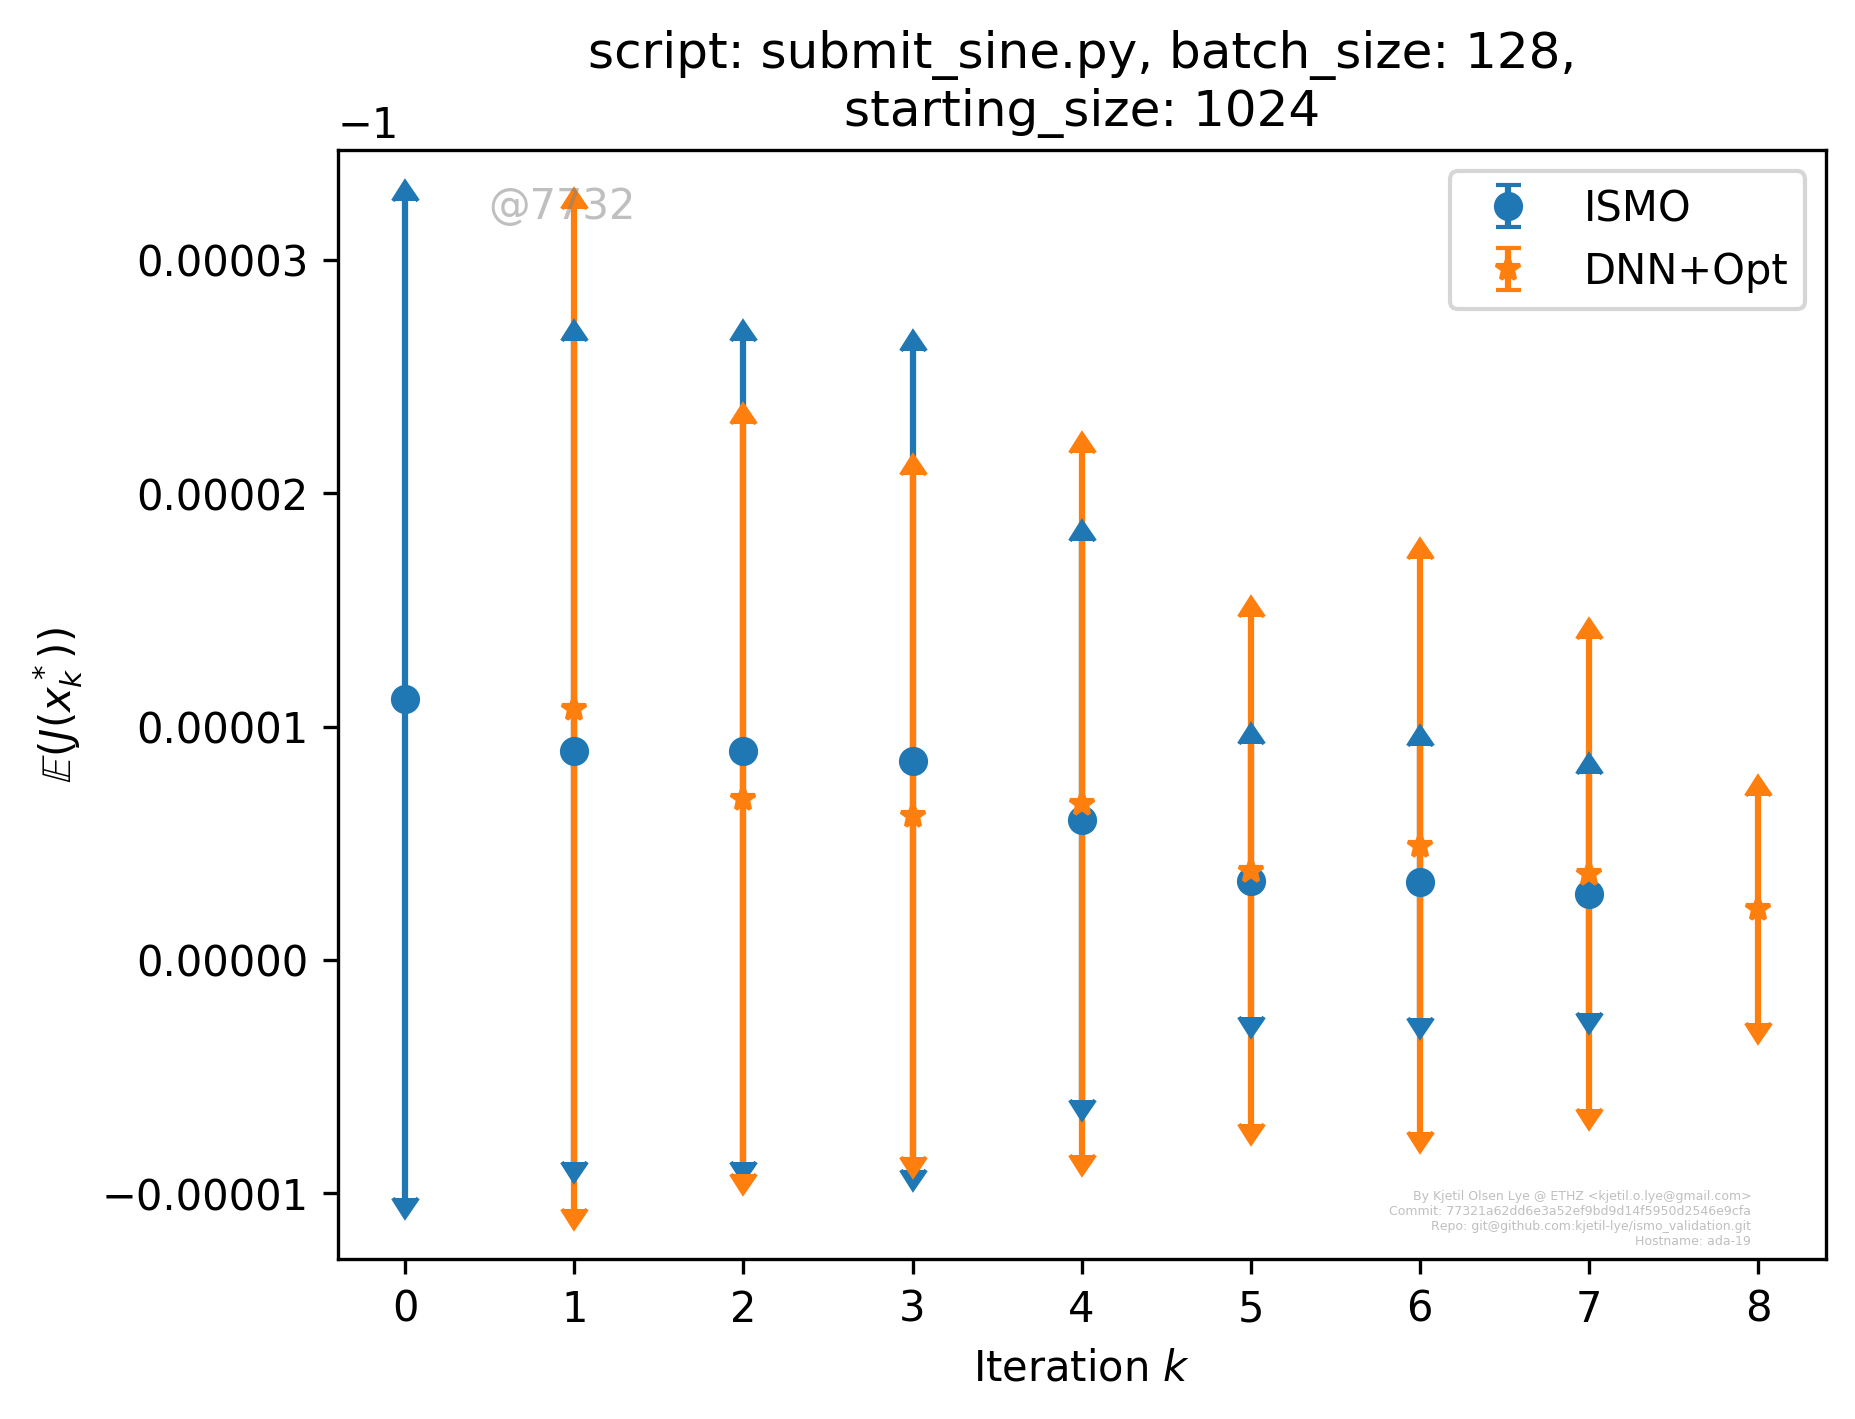 script: submit_sine.py, batch_size: 128,
starting_size: 1024
−1
@7732
ISMO
DNN+Opt
0.00003
0.00002
0.00001
0.00000
−0.00001
𝔼(J(x*k))
By Kjetil Olsen Lye @ ETHZ <kjetil.o.lye@gmail.com>
Commit: 77321a62dd6e3a52ef9bd9d14f5950d2546e9cfa
Repo: git@github.com:kjetil-lye/ismo_validation.git
Hostname: ada-19
0 1 2 3 4 5 6 7 8
Iteration k